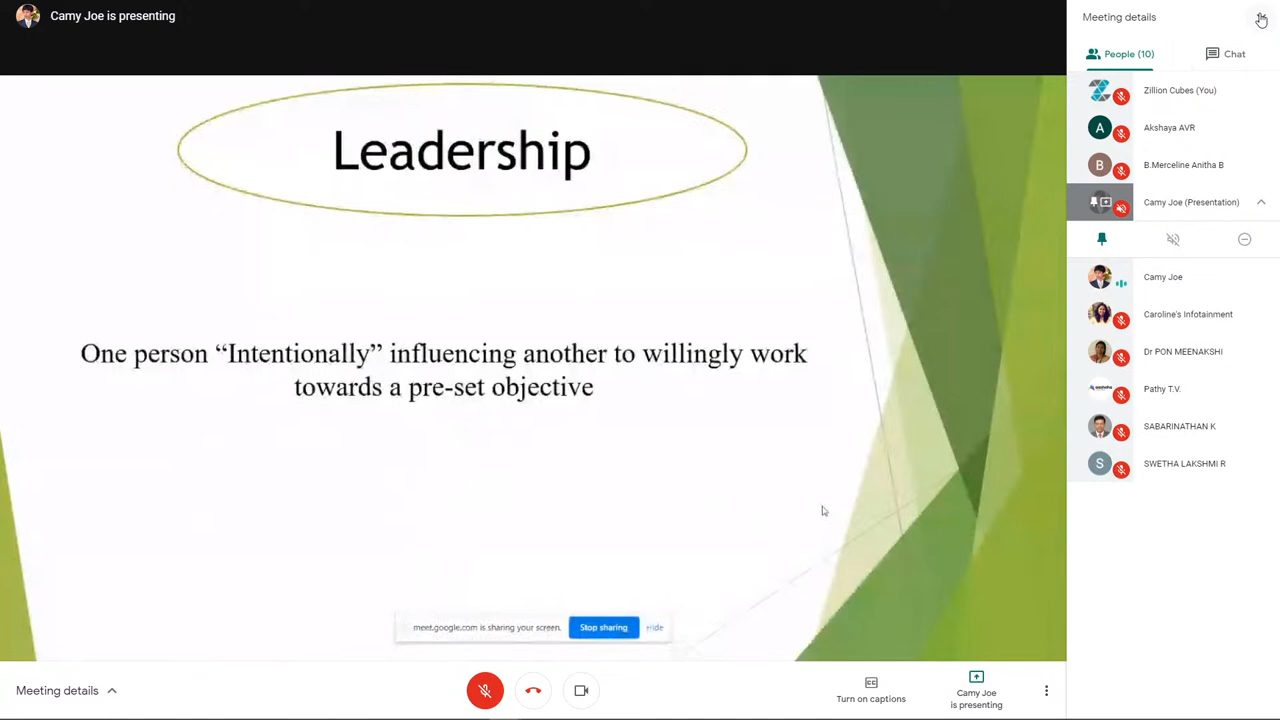 Camy Joe is presenting
Leadership
One person “Intentionally” influencing another to willingly work
towards a pre-set objective
meet.google.com is sharing your screen.
Stop sharing
Meeting details
Turn on captions
Camy Joe
is presenting
Meeting details
People (10)
Chat
Zillion Cubes (You)
A
Akshaya AVR
B
B.Merceline Anitha B
Camy Joe (Presentation)
Camy Joe
Caroline's Infotainment
Dr PON MEENAKSHI
Pathy T.V.
SABARINATHAN K
S
SWETHA LAKSHMI R